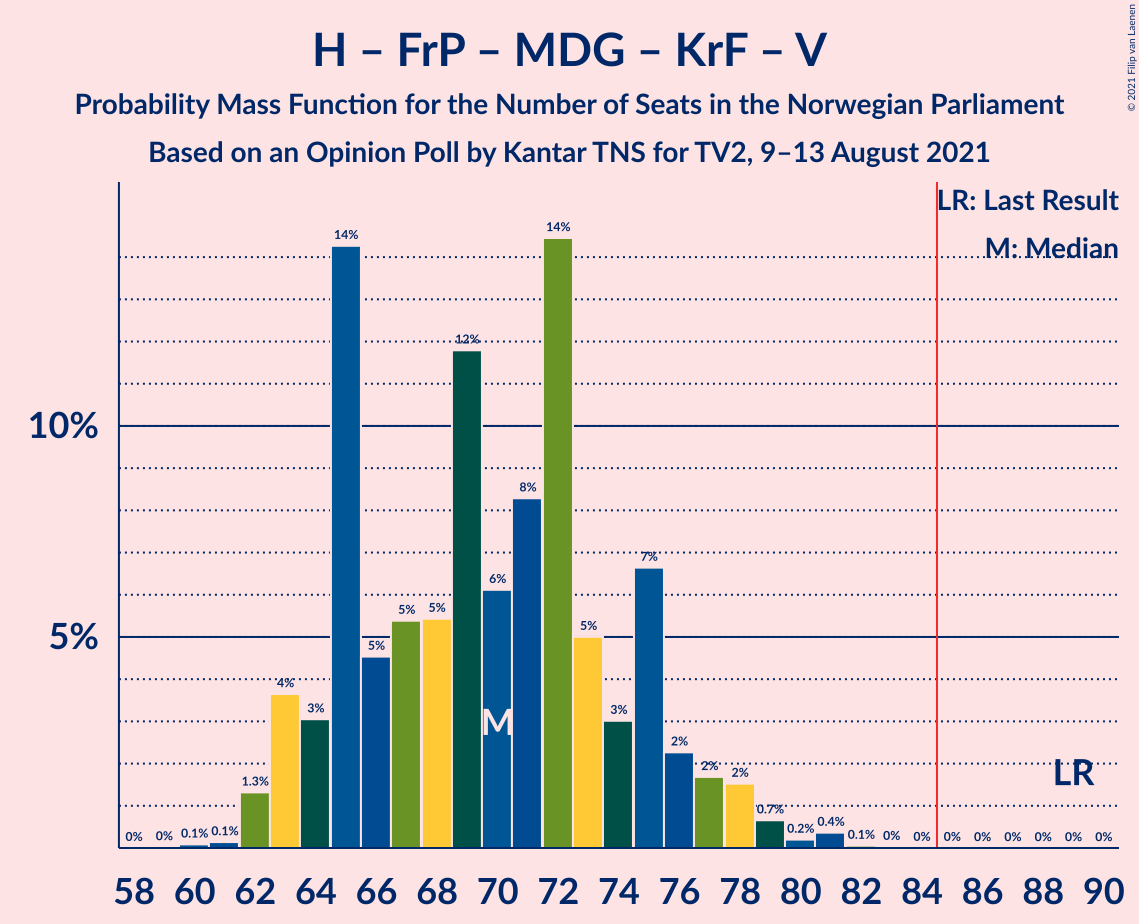 H – FrP – MDG – KrF – V
Probability Mass Function for the Number of Seats in the Norwegian Parliament
Based on an Opinion Poll by Kantar TNS for TV2, 9–13 August 2021
© 2021 Filip van Laenen
LR: Last Result
M: Median
10%
5%
0% 0% 0.1% 0.1% 1.3% 4% 3% 14% 5% 5% 5% 12% 6% 8% 14% 5% 3% 7% 2% 2% 2% 0.7% 0.2% 0.4% 0.1% 0% 0% 0% 0% 0% 0% 0% 0%
M
LR
58 60 62 64 66 68 70 72 74 76 78 80 82 84 86 88 90